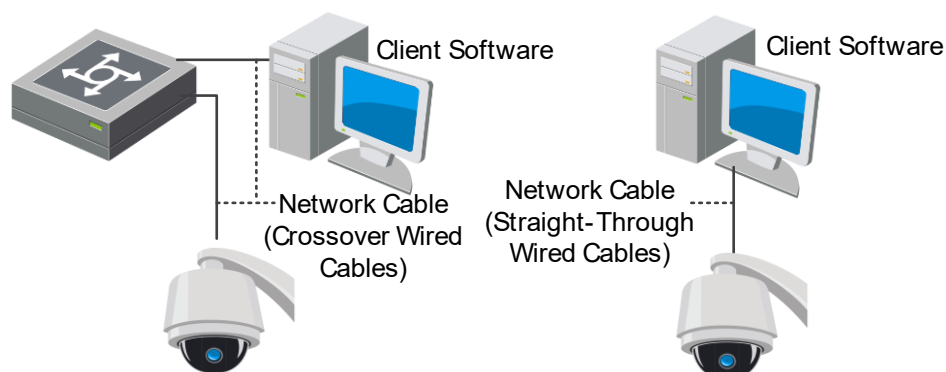 Client Software
Network Cable
(Crossover Wired
Cables)
Client Software
Network Cable
(Straight-Through
Wired Cables)